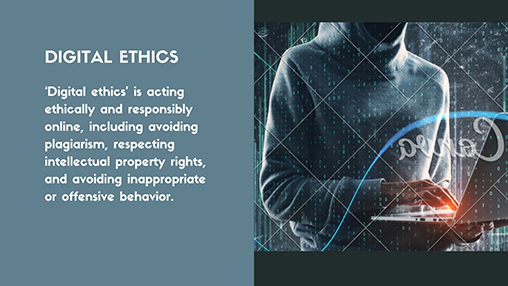 DIGITAL ETHICS
‘Digital ethics’ is acting
ethically and responsibly
online, including avoiding
plagiarism, respecting
intellectual property rights,
and avoiding inappropriate
or offensive behavior.
Canva